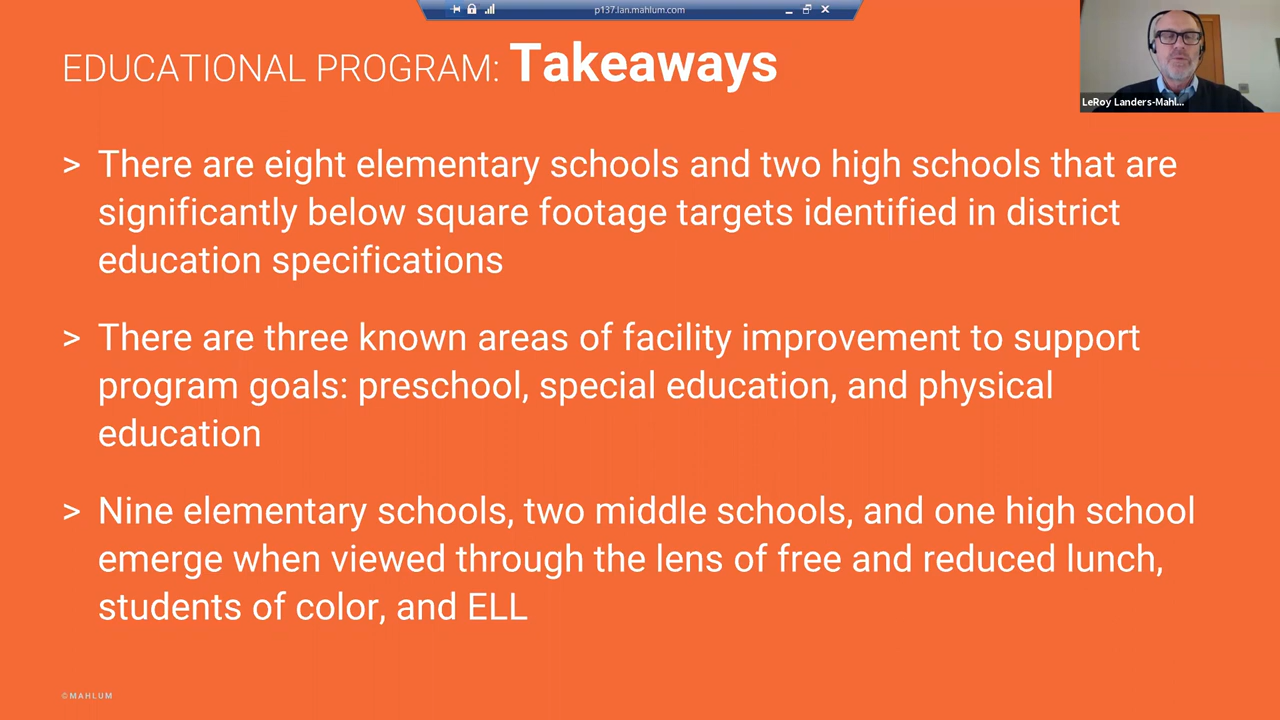 p137.lan.mahlum.com
EDUCATIONAL PROGRAM: Takeaways
LeRoy Landers-Mahl...
> There are eight elementary schools and two high schools that are
significantly below square footage targets identified in district
education specifications
> There are three known areas of facility improvement to support
program goals: preschool, special education, and physical
education
> Nine elementary schools, two middle schools, and one high school
emerge when viewed through the lens of free and reduced lunch,
students of color, and ELL
©MAHLUM